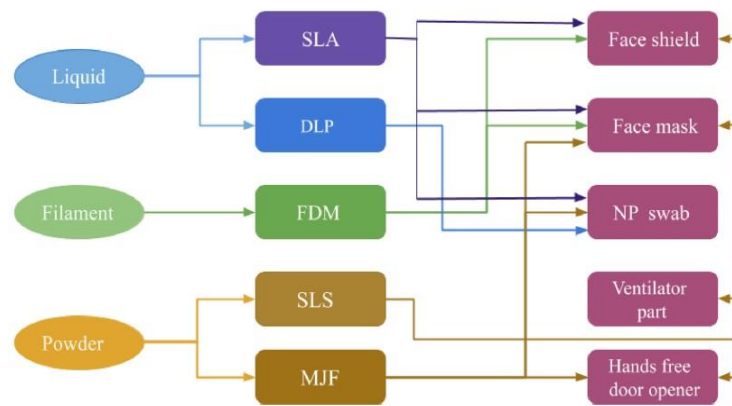 Liquid
SLA
Face shield
DLP
Face mask
Filament
FDM
NP swab
Powder
SLS
Ventilator
part
MJF
Hands free
door opener